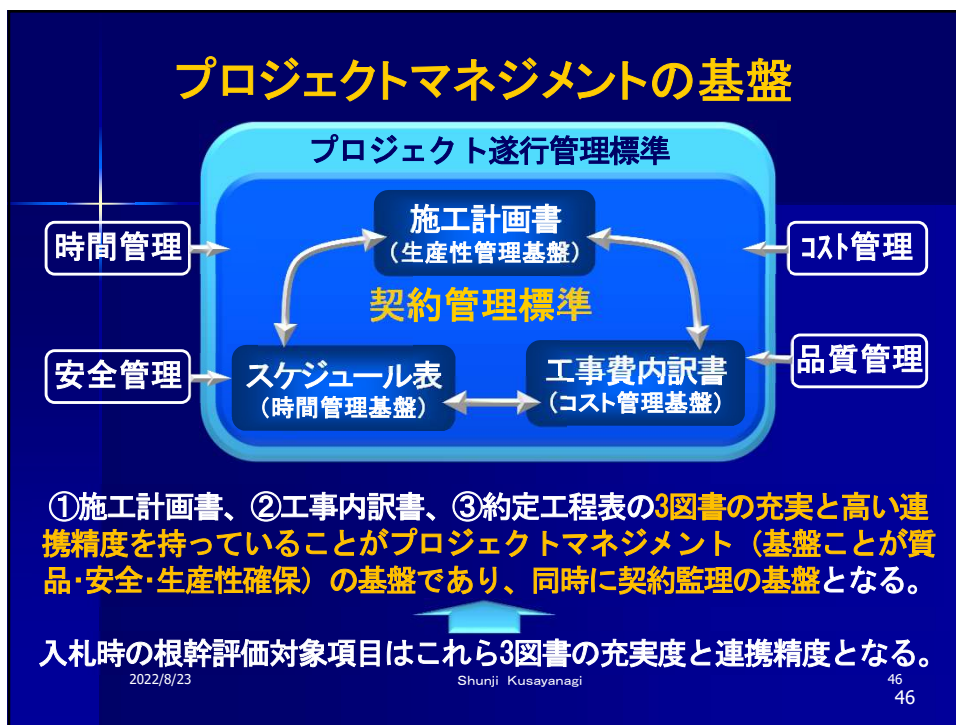 プロジェクトマネジメントの基盤
プロジェクト遂行管理標準
施工計画書
（生産性管理基盤）
時間管理
コスト管理
契約管理標準
安全管理
品質管理
スケジュール表
（時間管理基盤）
工事費内訳書
（コスト管理基盤）
①施工計画書、②工事内訳書、③約定工程表の3図書の充実と高い連
携精度を持っていることがプロジェクトマネジメント（基盤ことが質
品・安全・生産性確保）の基盤であり、同時に契約監理の基盤となる。
入札時の根幹評価対象項目はこれら3図書の充実度と連携精度となる。
2022/8/23
Shunji Kusayanagi
46
46